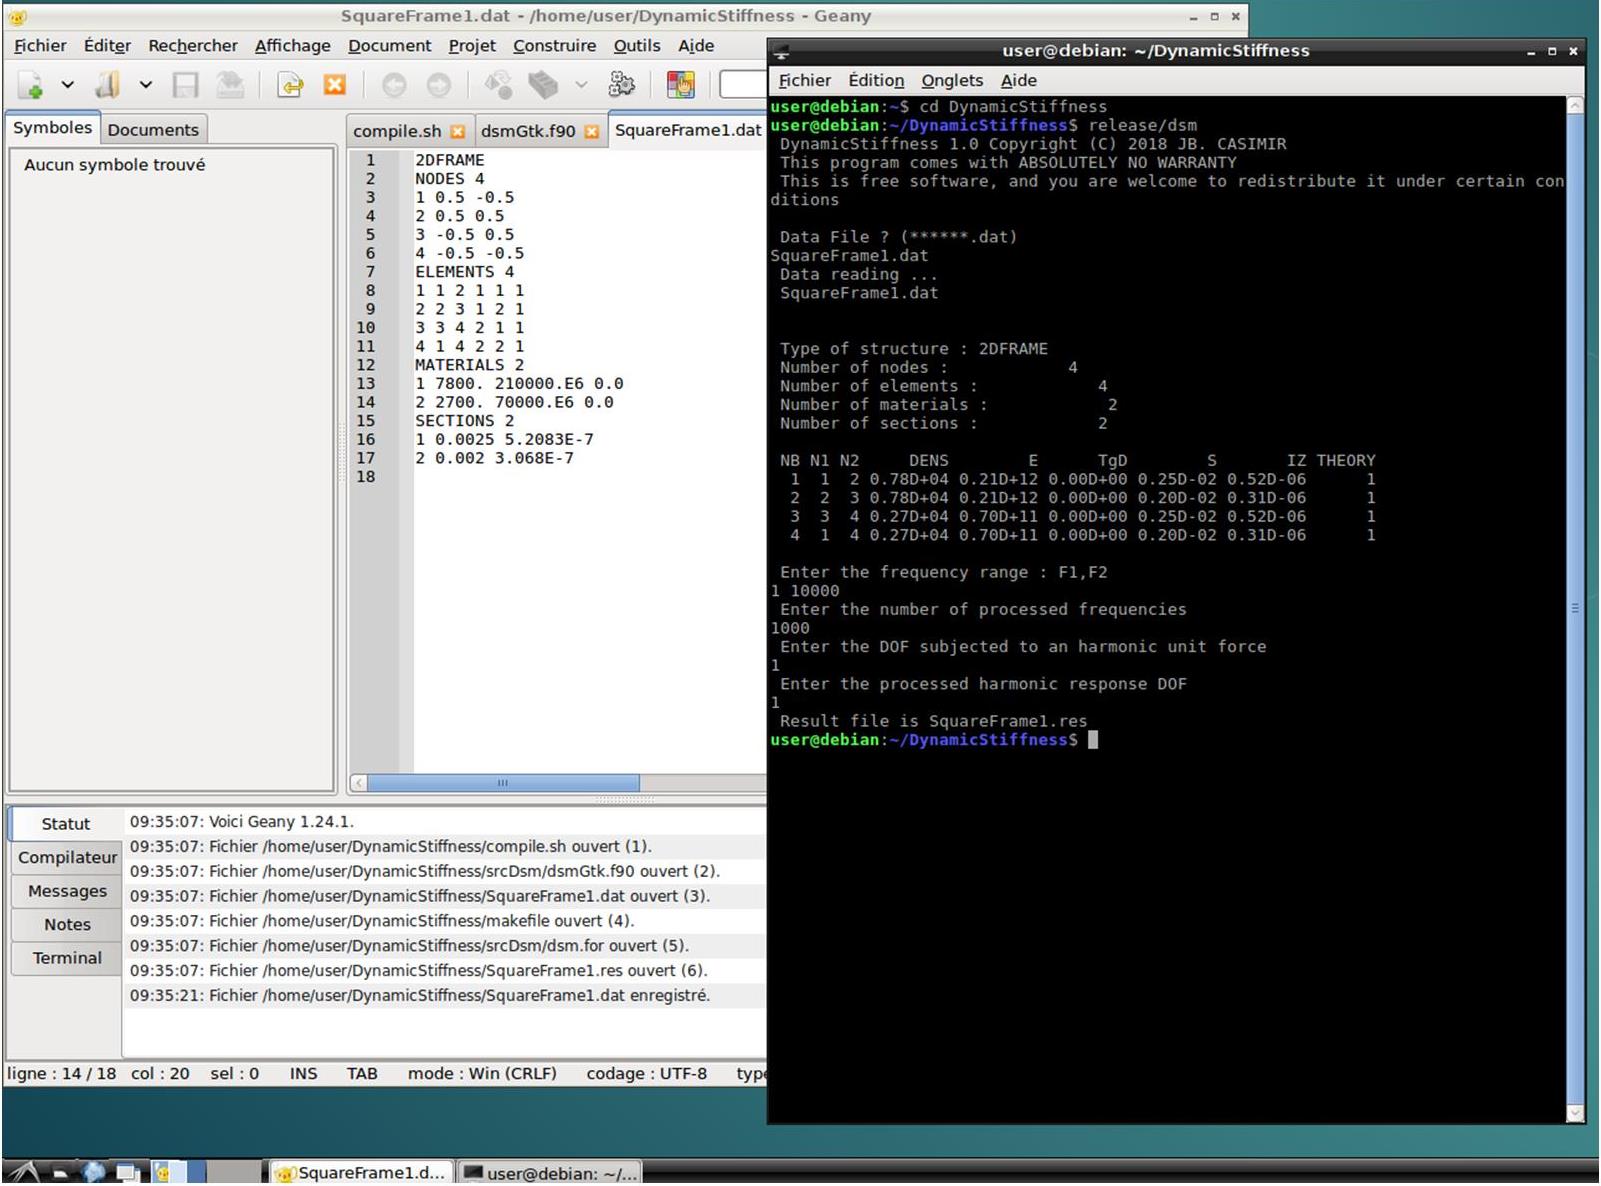 SquareFrame1.dat - /home/user/DynamicStiffness - Geany
Fichier Éditer Rechercher Affichage Document Projet Construire Outils Aide
Symboles Documents
Aucun symbole trouvé
compile.sh dsmGtk.f90 SquareFrame1.dat
1 2DFRAME
2 NODES 4
3 1 0.5 -0.5
4 2 0.5 0.5
5 3 -0.5 0.5
6 4 -0.5 -0.5
7 ELEMENTS 4
8 1 1 2 1 1 1
9 2 2 3 1 2 1
10 3 3 4 2 1 1
11 4 1 4 2 2 1
12 MATERIALS 2
13 1 7800. 210000.E6 0.0
14 2 2700. 70000.E6 0.0
15 SECTIONS 2
16 1 0.0025 5.2083E-7
17 2 0.002 3.068E-7
18
Statut
Compilateur
Messages
Notes
Terminal
09:35:07: Voici Geany 1.24.1.
09:35:07: Fichier /home/user/DynamicStiffness/compile.sh ouvert (1).
09:35:07: Fichier /home/user/DynamicStiffness/srcDsm/dsmGtk.f90 ouvert (2).
09:35:07: Fichier /home/user/DynamicStiffness/SquareFrame1.dat ouvert (3).
09:35:07: Fichier /home/user/DynamicStiffness/makefile ouvert (4).
09:35:07: Fichier /home/user/DynamicStiffness/srcDsm/dsm.for ouvert (5).
09:35:07: Fichier /home/user/DynamicStiffness/SquareFrame1.res ouvert (6).
09:35:21: Fichier /home/user/DynamicStiffness/SquareFrame1.dat enregistré.
ligne : 14 / 18 col : 20 sel : 0 INS TAB mode : Win (CRLF) codage : UTF-8 type
user@debian: ~/DynamicStiffness
Fichier Édition Onglets Aide
user@debian:~$ cd DynamicStiffness
user@debian:~/DynamicStiffness$ release/dsm
DynamicStiffness 1.0 Copyright (C) 2018 JB. CASIMIR
This program comes with ABSOLUTELY NO WARRANTY
This is free software, and you are welcome to redistribute it under certain con
ditions
Data File ? (******.dat)
SquareFrame1.dat
Data reading ...
SquareFrame1.dat
Type of structure : 2DFRAME
Number of nodes : 4
Number of elements : 4
Number of materials : 2
Number of sections : 2
NB N1 N2 DENS E TgD S IZ THEORY
1 1 2 0.78D+04 0.21D+12 0.00D+00 0.25D-02 0.52D-06 1
2 2 3 0.78D+04 0.21D+12 0.00D+00 0.20D-02 0.31D-06 1
3 3 4 0.27D+04 0.70D+11 0.00D+00 0.25D-02 0.52D-06 1
4 1 4 0.27D+04 0.70D+11 0.00D+00 0.20D-02 0.31D-06 1
Enter the frequency range : F1,F2
1 10000
Enter the number of processed frequencies
1000
Enter the DOF subjected to an harmonic unit force
1
Enter the processed harmonic response DOF
1
Result file is SquareFrame1.res
user@debian:~/DynamicStiffness$
SquareFrame1.d... user@debian: ~/...